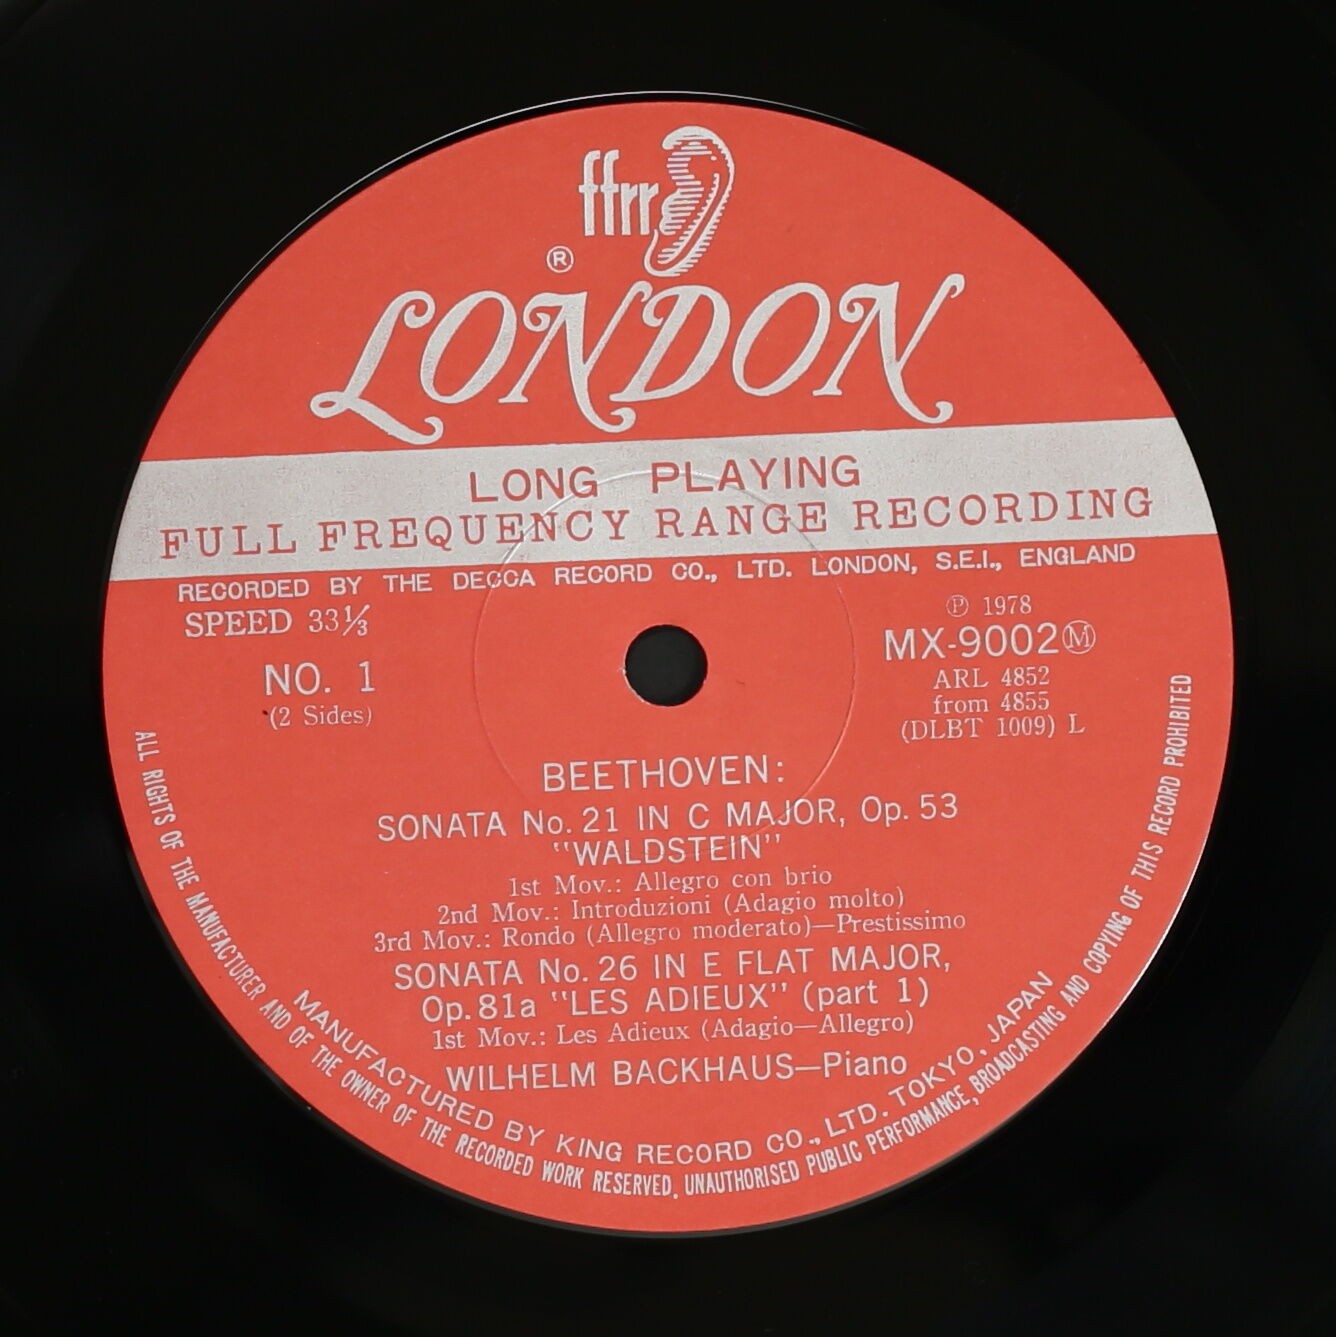 ffrr
®
LONDON
LONG PLAYING
FULL FREQUENCY RANGE RECORDING
RECORDED BY THE DECCA RECORD CO., LTD. LONDON, S.E.I., ENGLAND
SPEED 33⅓
NO. 1
(2 Sides)
℗ 1978
MX-9002Ⓜ
ARL 4852
from 4855
(DLBT 1009) L
BEETHOVEN:
SONATA No. 21 IN C MAJOR, Op. 53
"WALDSTEIN"
1st Mov.: Allegro con brio
2nd Mov.: Introduzioni (Adagio molto)
3rd Mov.: Rondo (Allegro moderato)—Prestissimo
SONATA No. 26 IN E FLAT MAJOR,
Op. 81a "LES ADIEUX" (part 1)
1st Mov.: Les Adieux (Adagio—Allegro)
WILHELM BACKHAUS—Piano
MANUFACTURED BY KING RECORD CO., LTD. TOKYO, JAPAN
ALL RIGHTS OF THE MANUFACTURER AND OF THE OWNER OF THE RECORDED WORK RESERVED. UNAUTHORISED PUBLIC PERFORMANCE, BROADCASTING AND COPYING OF THIS RECORD PROHIBITED